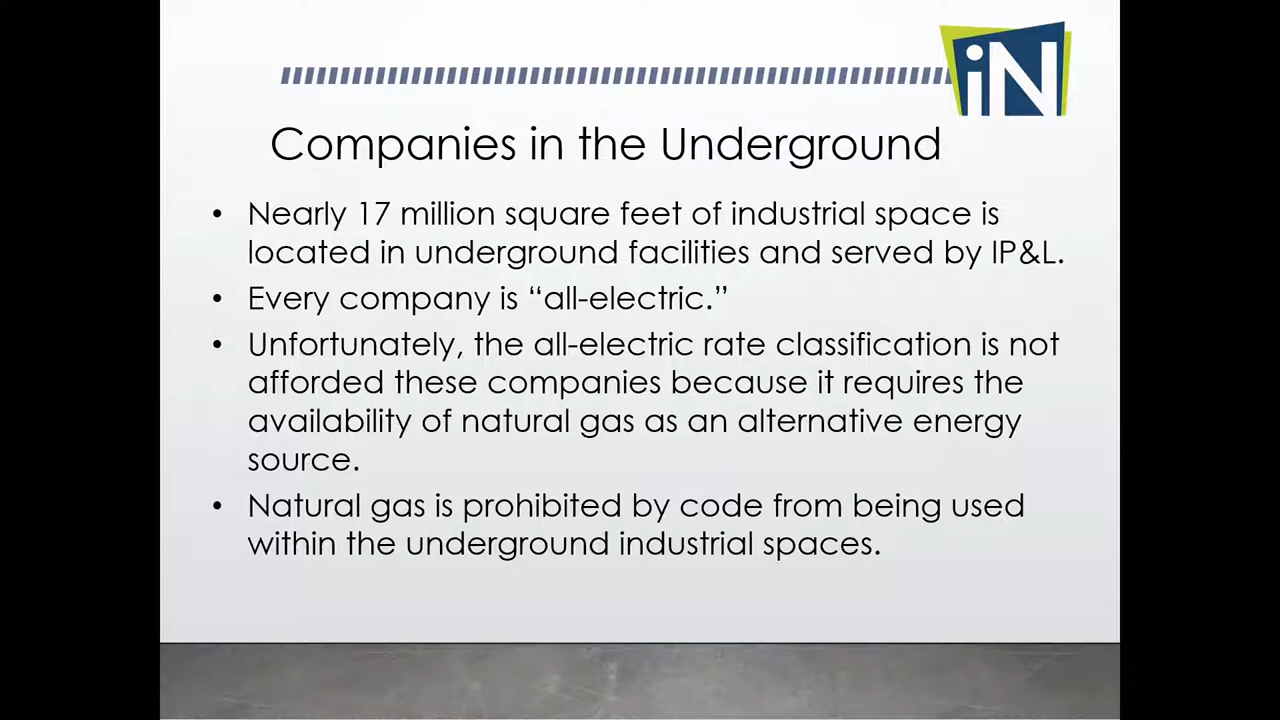 iN
Companies in the Underground
• Nearly 17 million square feet of industrial space is
located in underground facilities and served by IP&L.
• Every company is “all-electric.”
• Unfortunately, the all-electric rate classification is not
afforded these companies because it requires the
availability of natural gas as an alternative energy
source.
• Natural gas is prohibited by code from being used
within the underground industrial spaces.